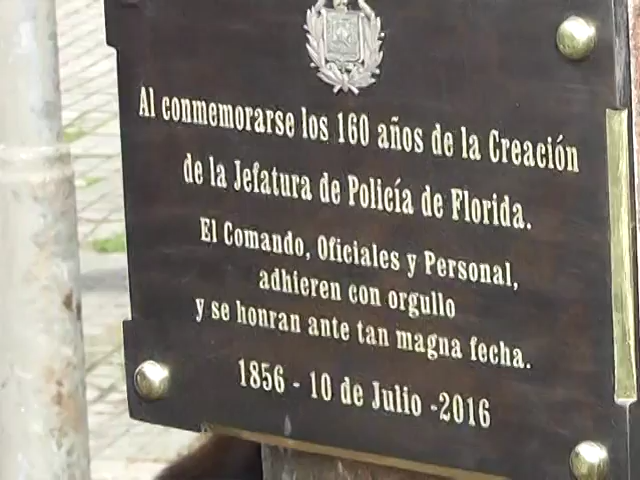 Al conmemorarse los 160 años de la Creación
de la Jefatura de Policía de Florida.
El Comando, Oficiales y Personal,
adhieren con orgullo
y se honran ante tan magna fecha.
1856 - 10 de Julio -2016